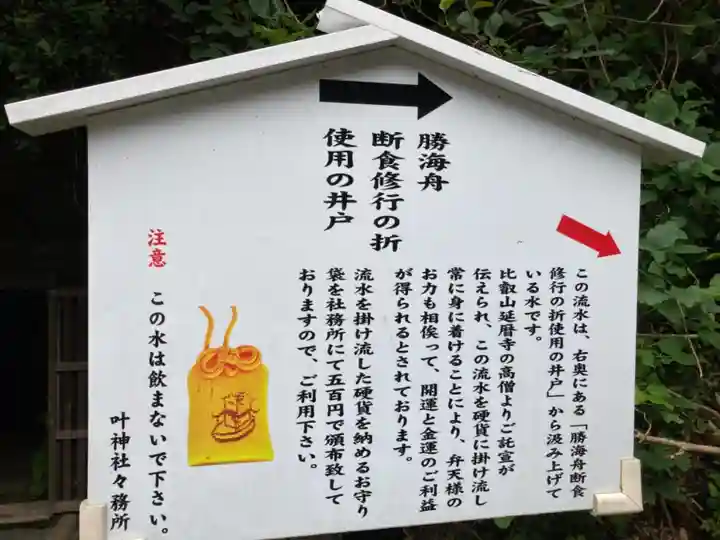 勝海舟
断食修行の折
使用の井戸
この流水は、右奥にある「勝海舟断食
修行の折使用の井戸」から汲み上げて
いる水です。
比叡山延暦寺の高僧よりご託宣が
伝えられ、この流水を硬貨に掛け流し
常に身に着けることにより、弁天様の
お力も相俟って、開運と金運のご利益
が得られるとされております。
流水を掛け流した硬貨を納めるお守り
袋を社務所にて五百円で頒布致して
おりますので、ご利用下さい。
注意 この水は飲まないで下さい。
叶神社々務所